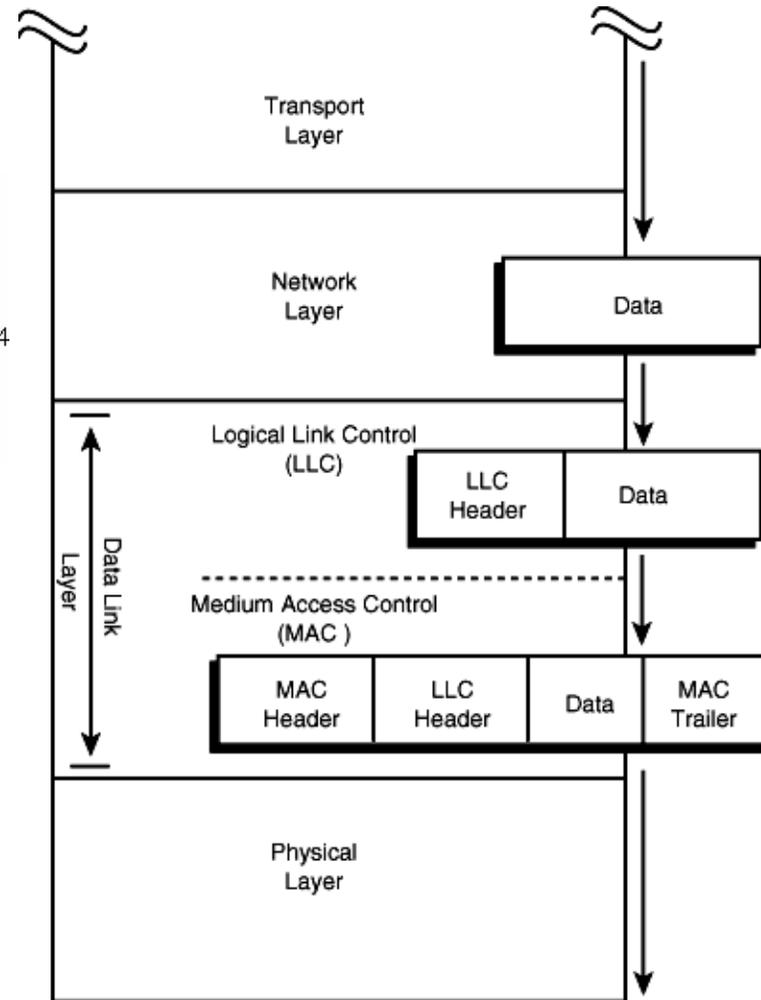 Transport
Layer
Network
Layer
Data
4
Logical Link Control
(LLC)
LLC
Header
Data
Data Link
Layer
Medium Access Control
(MAC )
MAC
Header
LLC
Header
Data
MAC
Trailer
Physical
Layer